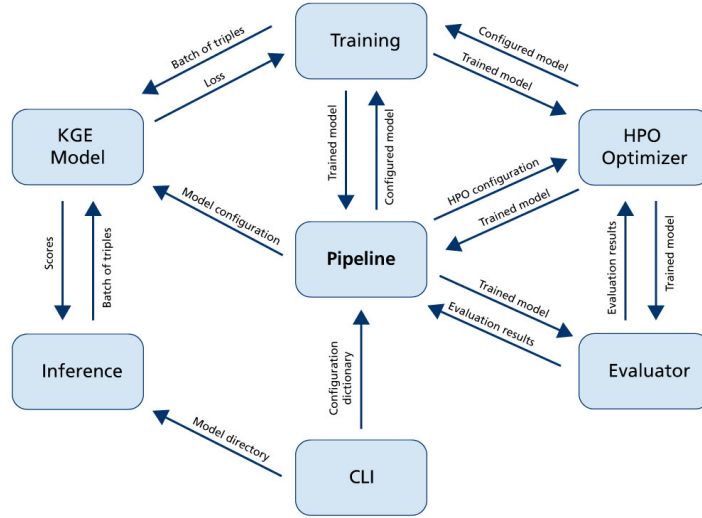 Training
Batch of triples
Loss
Configured model
Trained model
KGE
Model
HPO
Optimizer
Trained model
Configured model
HPO configuration
Trained model
Model configuration
Pipeline
Scores
Batch of triples
Evaluation results
Trained model
Trained model
Evaluation results
Inference
Evaluator
Configuration
dictionary
Model directory
CLI